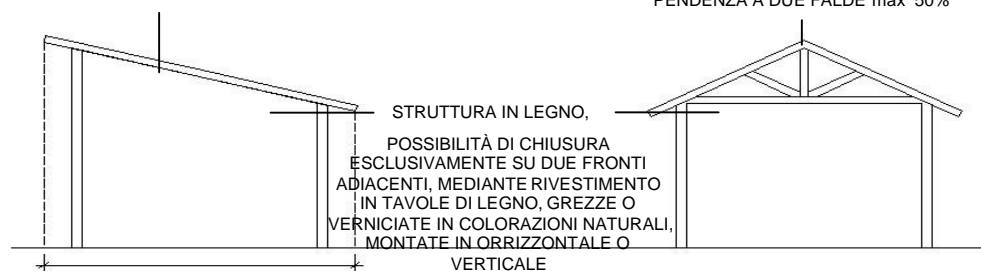 PENDENZA A DUE FALDE max 50%
STRUTTURA IN LEGNO,
POSSIBILITÀ DI CHIUSURA
ESCLUSIVAMENTE SU DUE FRONTI
ADIACENTI, MEDIANTE RIVESTIMENTO
IN TAVOLE DI LEGNO, GREZZE O
VERNICIATE IN COLORAZIONI NATURALI,
MONTATE IN ORRIZZONTALE O
VERTICALE